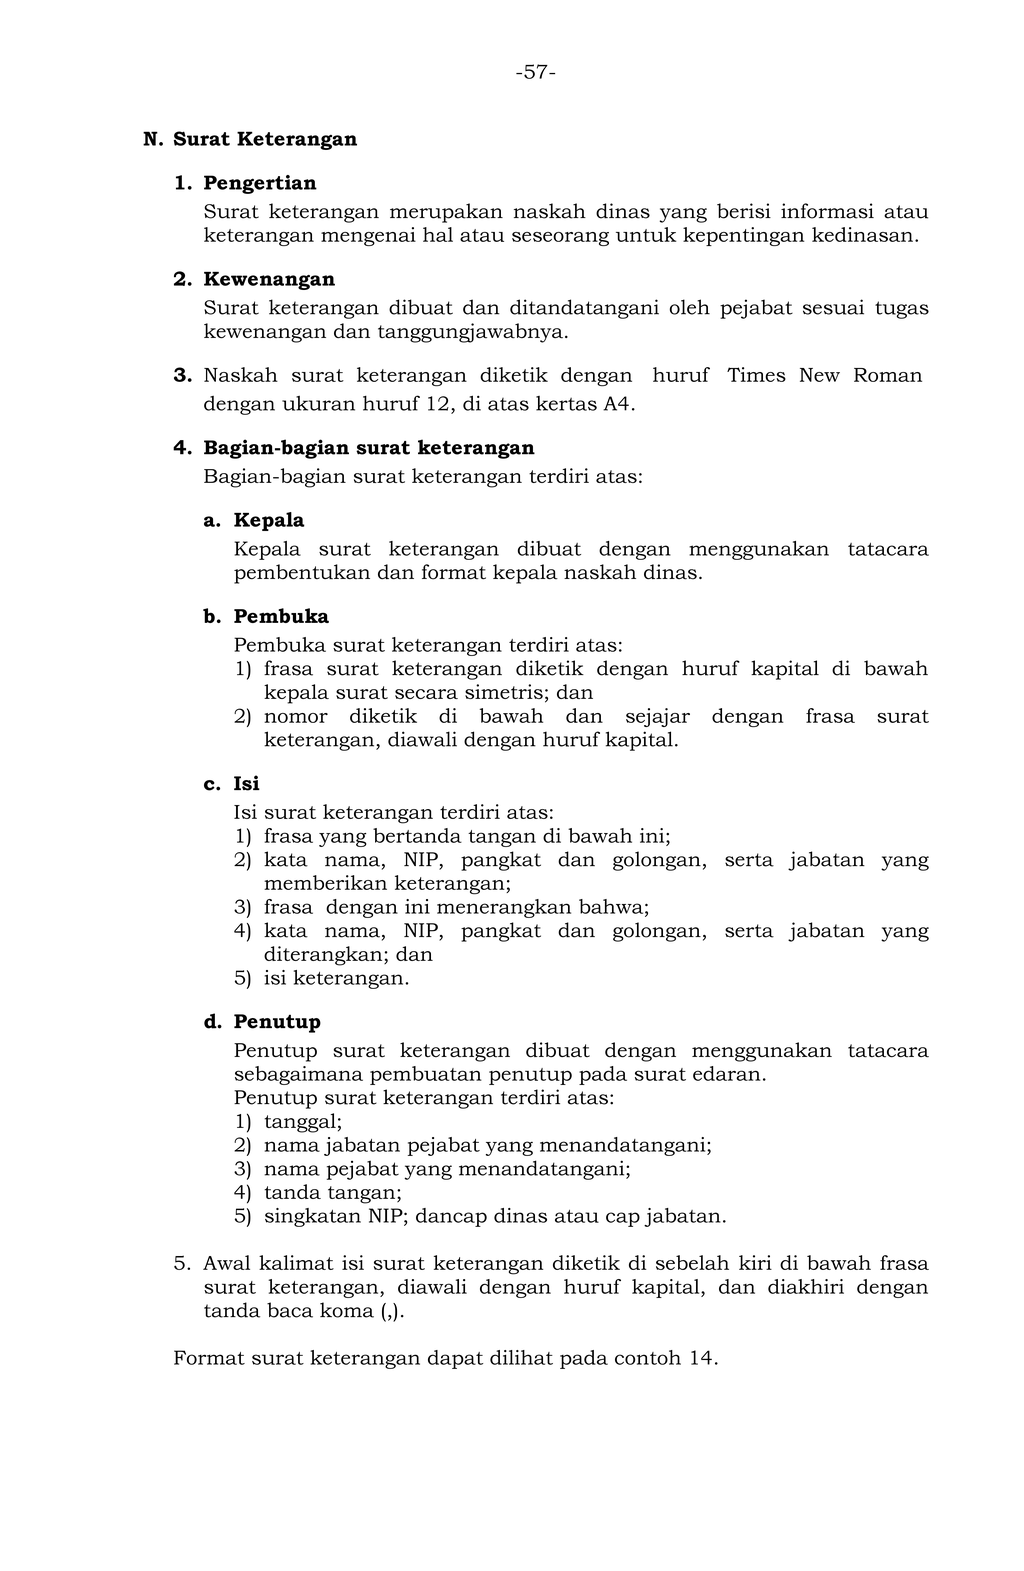 -57-
N. Surat Keterangan
1. Pengertian
Surat keterangan merupakan naskah dinas yang berisi informasi atau
keterangan mengenai hal atau seseorang untuk kepentingan kedinasan.
2. Kewenangan
Surat keterangan dibuat dan ditandatangani oleh pejabat sesuai tugas
kewenangan dan tanggungjawabnya.
3. Naskah surat keterangan diketik dengan huruf Times New Roman
dengan ukuran huruf 12, di atas kertas A4.
4. Bagian-bagian surat keterangan
Bagian-bagian surat keterangan terdiri atas:
a. Kepala
Kepala surat keterangan dibuat dengan menggunakan tatacara
pembentukan dan format kepala naskah dinas.
b. Pembuka
Pembuka surat keterangan terdiri atas:
1) frasa surat keterangan diketik dengan huruf kapital di bawah
kepala surat secara simetris; dan
2) nomor diketik di bawah dan sejajar dengan frasa surat
keterangan, diawali dengan huruf kapital.
c. Isi
Isi surat keterangan terdiri atas:
1) frasa yang bertanda tangan di bawah ini;
2) kata nama, NIP, pangkat dan golongan, serta jabatan yang
memberikan keterangan;
3) frasa dengan ini menerangkan bahwa;
4) kata nama, NIP, pangkat dan golongan, serta jabatan yang
diterangkan; dan
5) isi keterangan.
d. Penutup
Penutup surat keterangan dibuat dengan menggunakan tatacara
sebagaimana pembuatan penutup pada surat edaran.
Penutup surat keterangan terdiri atas:
1) tanggal;
2) nama jabatan pejabat yang menandatangani;
3) nama pejabat yang menandatangani;
4) tanda tangan;
5) singkatan NIP; dancap dinas atau cap jabatan.
5. Awal kalimat isi surat keterangan diketik di sebelah kiri di bawah frasa
surat keterangan, diawali dengan huruf kapital, dan diakhiri dengan
tanda baca koma (,).
Format surat keterangan dapat dilihat pada contoh 14.